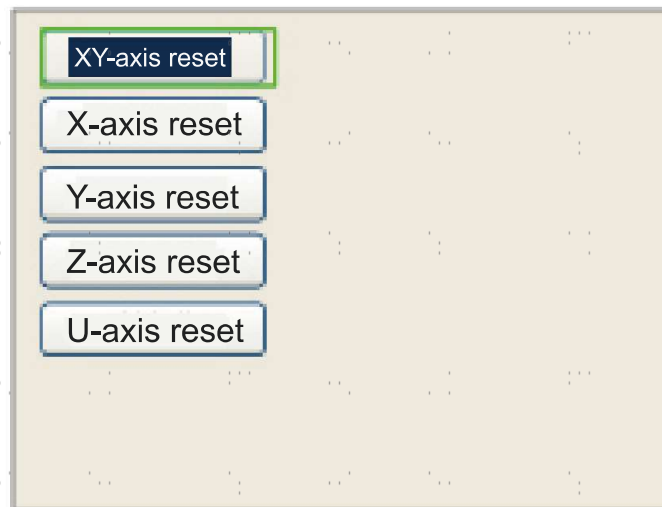 XY-axis reset
X-axis reset
Y-axis reset
Z-axis reset
U-axis reset